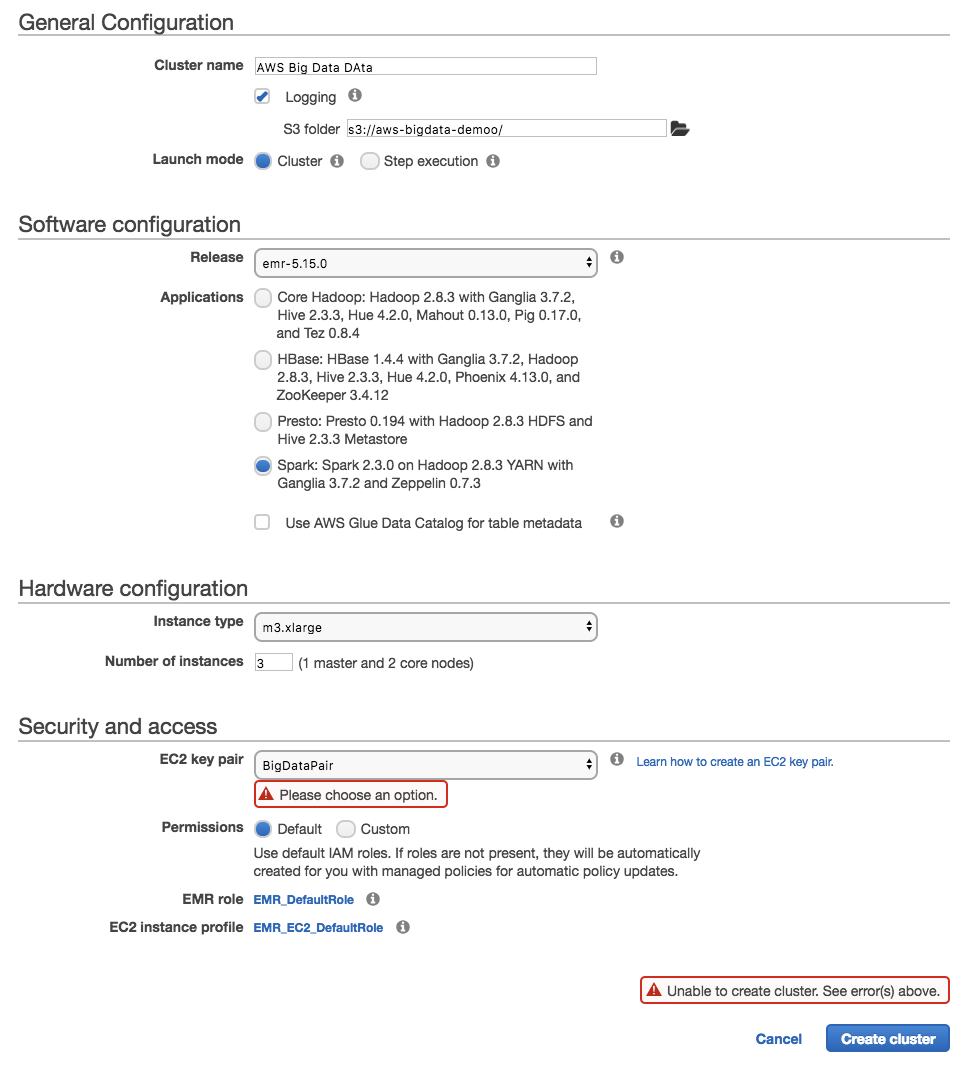 General Configuration
Cluster name AWS Big Data DAta
Logging
S3 folder s3://aws-bigdata-demoo/
Launch mode Cluster Step execution
Software configuration
Release emr-5.15.0
Applications Core Hadoop: Hadoop 2.8.3 with Ganglia 3.7.2,
Hive 2.3.3, Hue 4.2.0, Mahout 0.13.0, Pig 0.17.0,
and Tez 0.8.4
HBase: HBase 1.4.4 with Ganglia 3.7.2, Hadoop
2.8.3, Hive 2.3.3, Hue 4.2.0, Phoenix 4.13.0, and
ZooKeeper 3.4.12
Presto: Presto 0.194 with Hadoop 2.8.3 HDFS and
Hive 2.3.3 Metastore
Spark: Spark 2.3.0 on Hadoop 2.8.3 YARN with
Ganglia 3.7.2 and Zeppelin 0.7.3
Use AWS Glue Data Catalog for table metadata
Hardware configuration
Instance type m3.xlarge
Number of instances 3 (1 master and 2 core nodes)
Security and access
EC2 key pair BigDataPair Learn how to create an EC2 key pair.
Please choose an option.
Permissions Default Custom
Use default IAM roles. If roles are not present, they will be automatically
created for you with managed policies for automatic policy updates.
EMR role EMR_DefaultRole
EC2 instance profile EMR_EC2_DefaultRole
Unable to create cluster. See error(s) above.
Cancel Create cluster